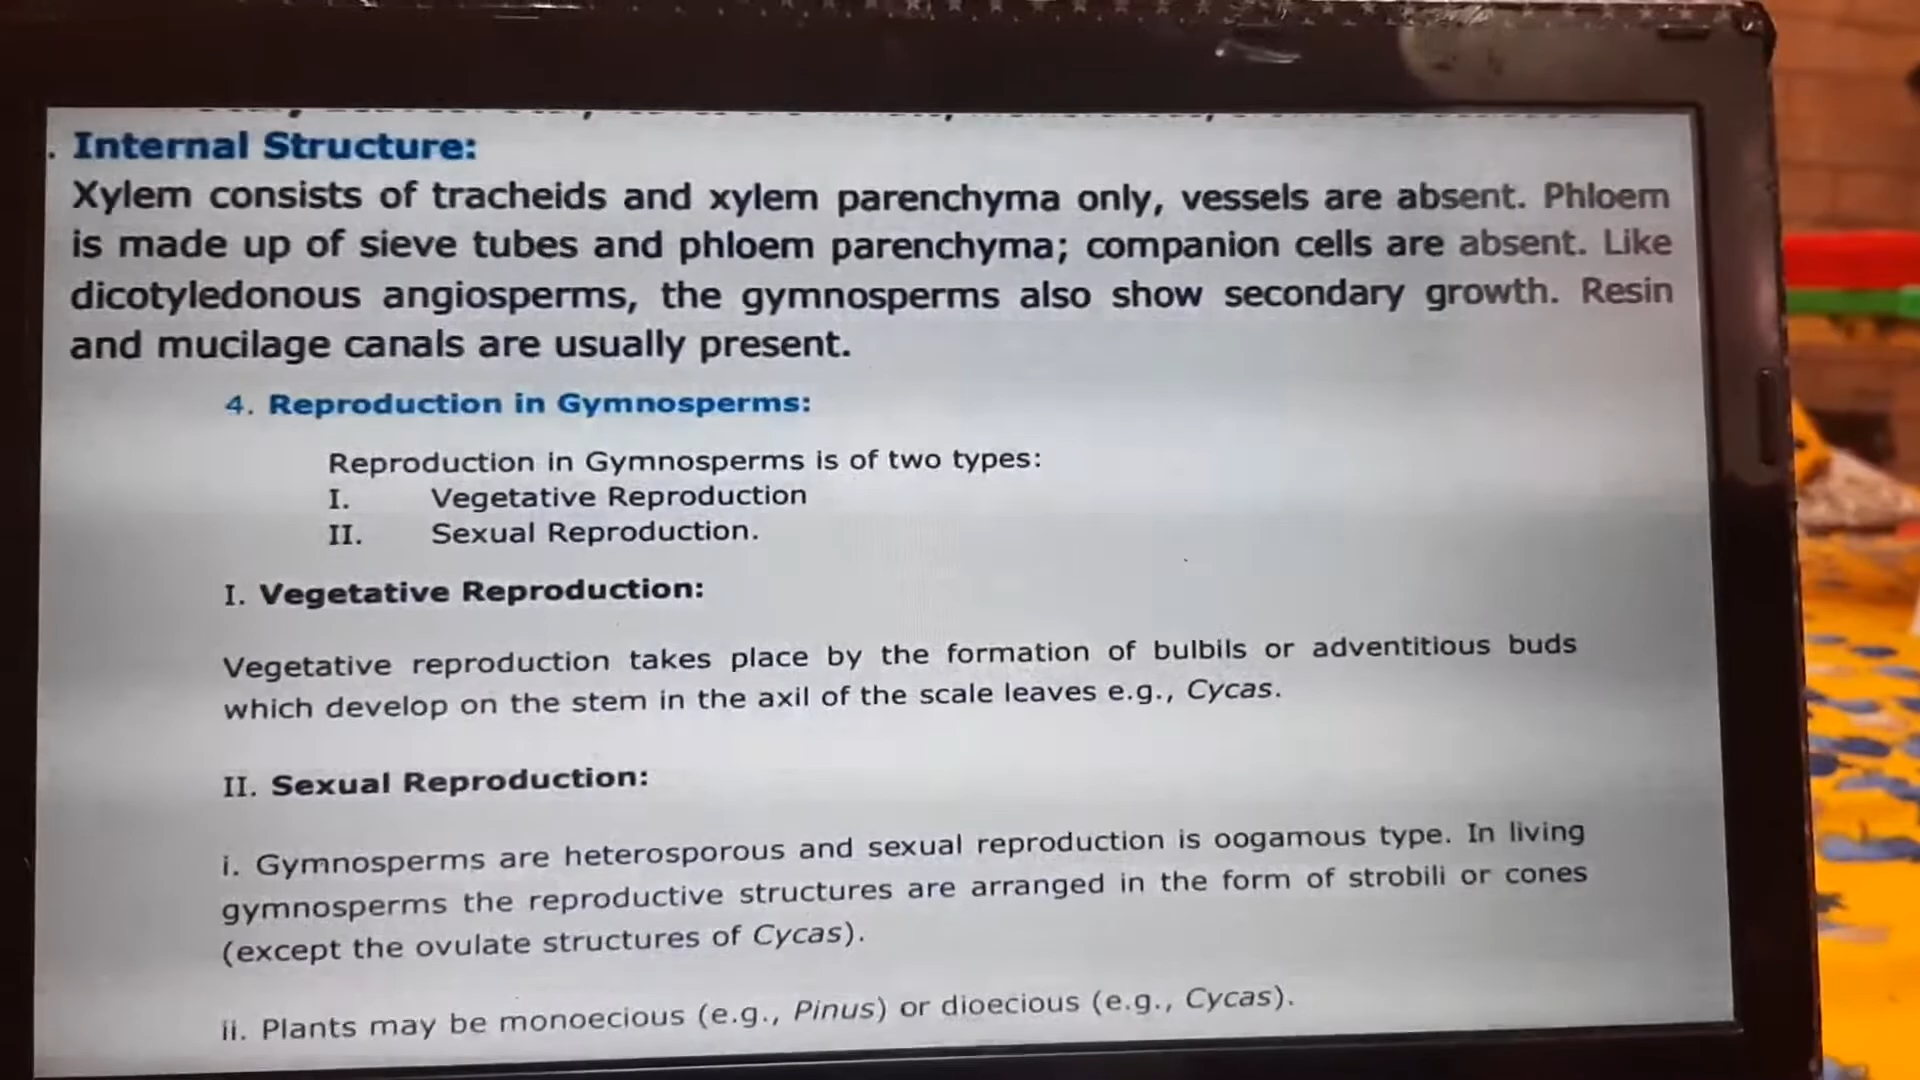 . Internal Structure:
Xylem consists of tracheids and xylem parenchyma only, vessels are absent. Phloem
is made up of sieve tubes and phloem parenchyma; companion cells are absent. Like
dicotyledonous angiosperms, the gymnosperms also show secondary growth. Resin
and mucilage canals are usually present.
4. Reproduction in Gymnosperms:
Reproduction in Gymnosperms is of two types:
I. Vegetative Reproduction
II. Sexual Reproduction.
I. Vegetative Reproduction:
Vegetative reproduction takes place by the formation of bulbils or adventitious buds
which develop on the stem in the axil of the scale leaves e.g., Cycas.
II. Sexual Reproduction:
i. Gymnosperms are heterosporous and sexual reproduction is oogamous type. In living
gymnosperms the reproductive structures are arranged in the form of strobili or cones
(except the ovulate structures of Cycas).
ii. Plants may be monoecious (e.g., Pinus) or dioecious (e.g., Cycas).